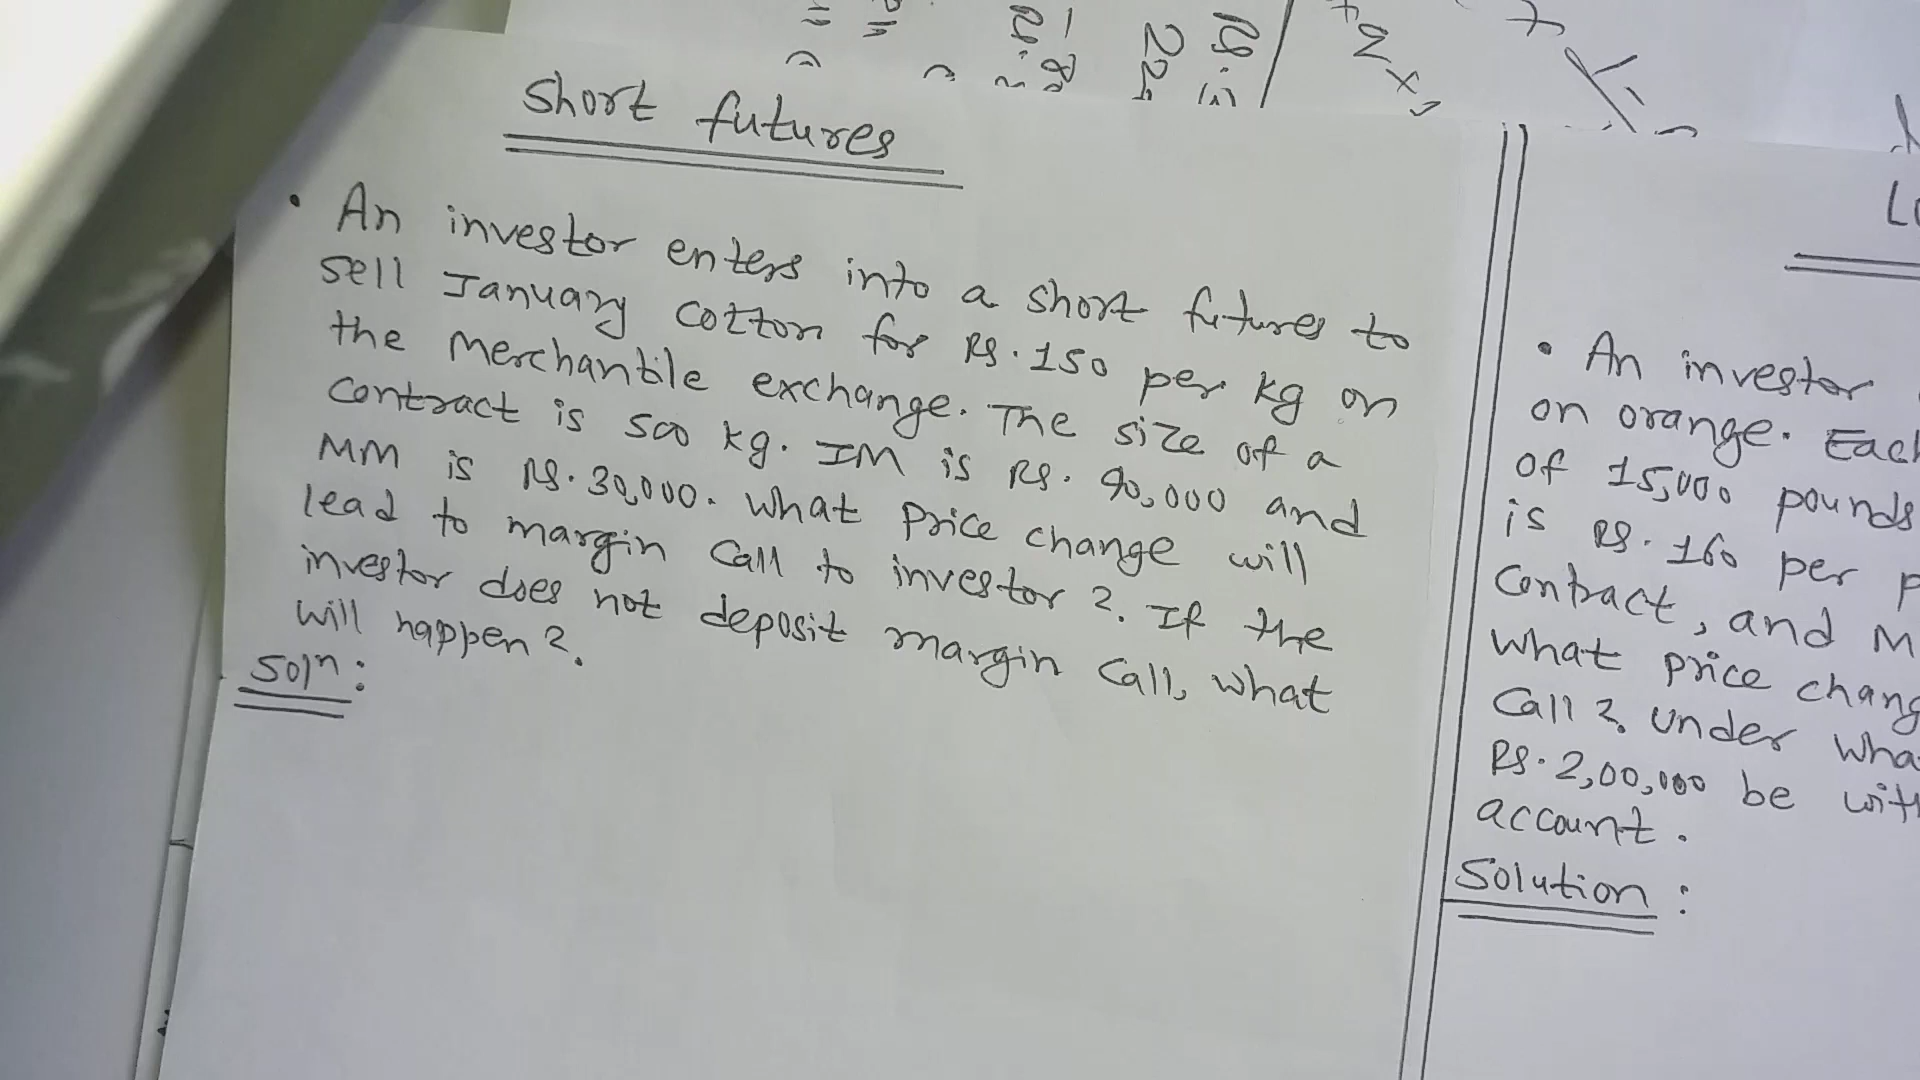 Short futures
• An investor enters into a short futures to
sell January cotton for Rs. 150 per kg on
the Merchantile exchange. The size of a
contract is 500 kg. IM is Rs. 90,000 and
MM is Rs. 30,000. What price change will
lead to margin call to investor?. If the
investor does not deposit margin call, what
will happen?.
Soln:
• An investor
on orange. Each
of 15,000 pounds
is Rs. 160 per p
Contract, and M
What price chang
Call? Under wha
Rs. 2,00,000 be with
account.
Solution: